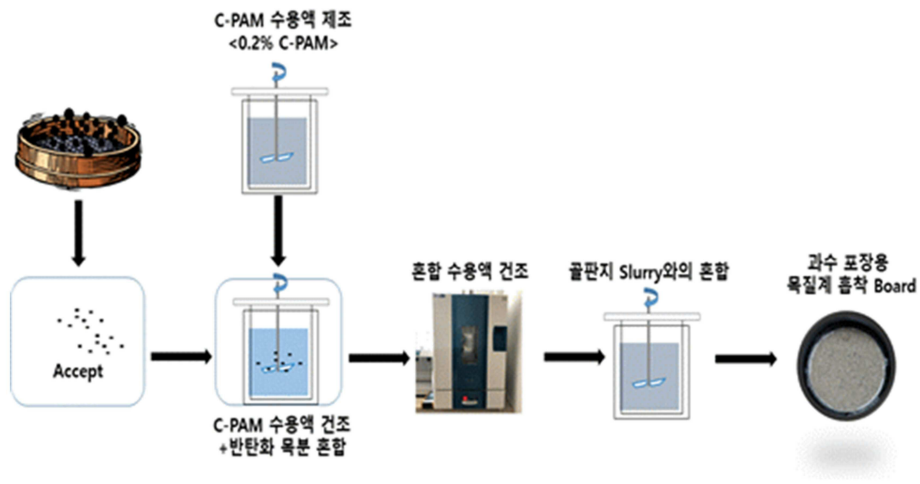 C-PAM 수용액 제조
<0.2% C-PAM>
Accept
C-PAM 수용액 건조
+반탄화 목분 혼합
혼합 수용액 건조
골판지 Slurry와의 혼합
과수 포장용
목질계 흡착 Board